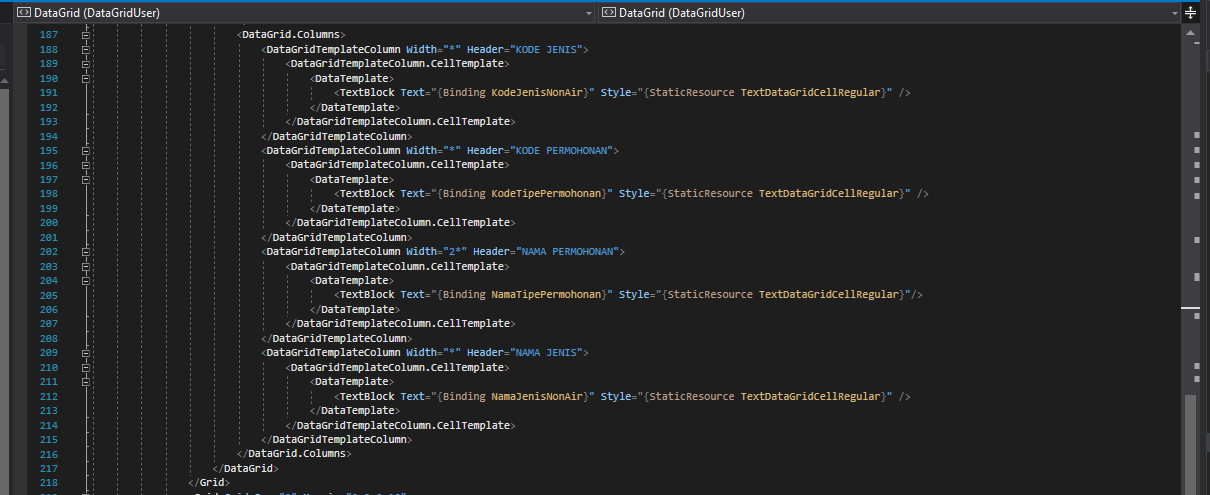 DataGrid (DataGridUser) DataGrid (DataGridUser)
187 <DataGrid.Columns>
188 <DataGridTemplateColumn Width="*" Header="KODE JENIS">
189 <DataGridTemplateColumn.CellTemplate>
190 <DataTemplate>
191 <TextBlock Text="{Binding KodeJenisNonAir}" Style="{StaticResource TextDataGridCellRegular}" />
192 </DataTemplate>
193 </DataGridTemplateColumn.CellTemplate>
194 </DataGridTemplateColumn>
195 <DataGridTemplateColumn Width="*" Header="KODE PERMOHONAN">
196 <DataGridTemplateColumn.CellTemplate>
197 <DataTemplate>
198 <TextBlock Text="{Binding KodeTipePermohonan}" Style="{StaticResource TextDataGridCellRegular}" />
199 </DataTemplate>
200 </DataGridTemplateColumn.CellTemplate>
201 </DataGridTemplateColumn>
202 <DataGridTemplateColumn Width="2*" Header="NAMA PERMOHONAN">
203 <DataGridTemplateColumn.CellTemplate>
204 <DataTemplate>
205 <TextBlock Text="{Binding NamaTipePermohonan}" Style="{StaticResource TextDataGridCellRegular}"/>
206 </DataTemplate>
207 </DataGridTemplateColumn.CellTemplate>
208 </DataGridTemplateColumn>
209 <DataGridTemplateColumn Width="*" Header="NAMA JENIS">
210 <DataGridTemplateColumn.CellTemplate>
211 <DataTemplate>
212 <TextBlock Text="{Binding NamaJenisNonAir}" Style="{StaticResource TextDataGridCellRegular}" />
213 </DataTemplate>
214 </DataGridTemplateColumn.CellTemplate>
215 </DataGridTemplateColumn>
216 </DataGrid.Columns>
217 </DataGrid>
218 </Grid>